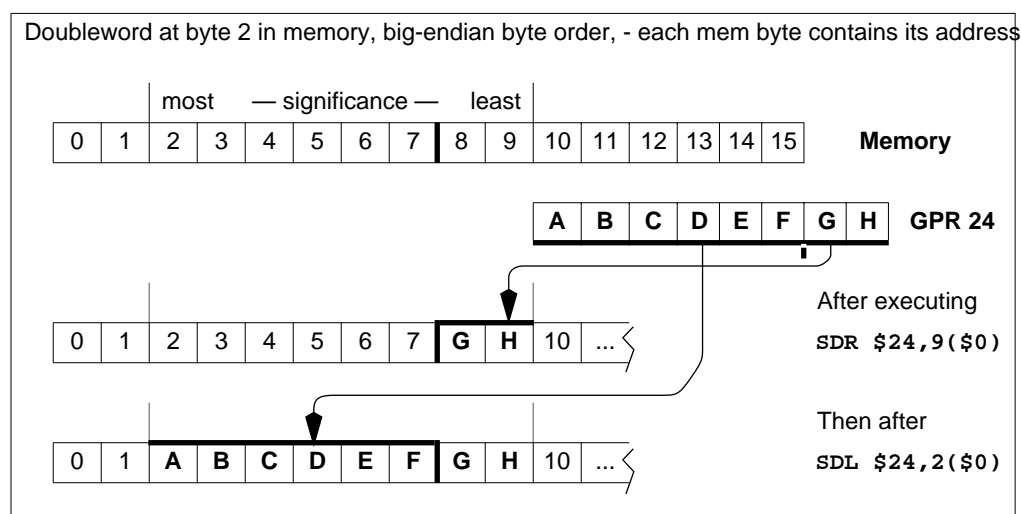 Doubleword at byte 2 in memory, big-endian byte order, - each mem byte contains its address
most — significance — least
0 1 2 3 4 5 6 7 8 9 10 11 12 13 14 15 Memory
A B C D E F G H GPR 24
After executing
0 1 2 3 4 5 6 7 G H 10 ... SDR $24,9($0)
Then after
0 1 A B C D E F G H 10 ... SDL $24,2($0)